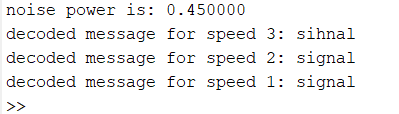 noise power is: 0.450000
decoded message for speed 3: sihnal
decoded message for speed 2: signal
decoded message for speed 1: signal
>>